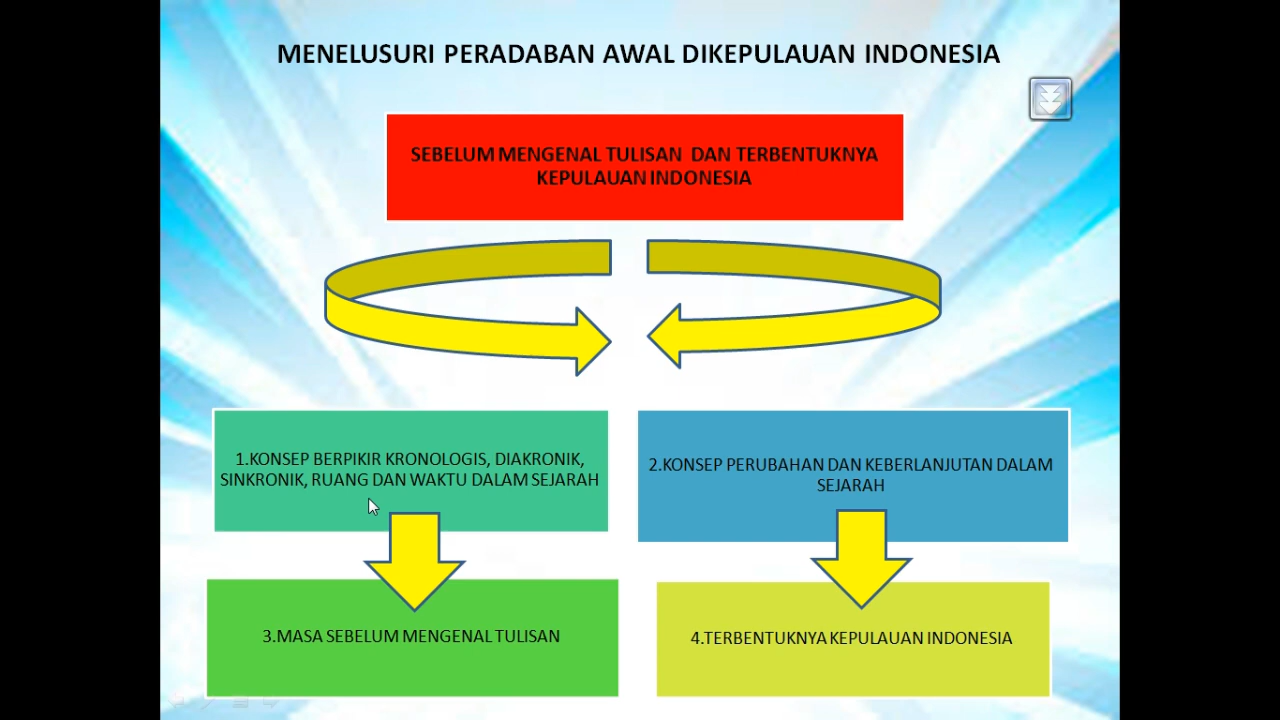 MENELUSURI PERADABAN AWAL DIKEPULAUAN INDONESIA
SEBELUM MENGENAL TULISAN DAN TERBENTUKNYA
KEPULAUAN INDONESIA
1.KONSEP BERPIKIR KRONOLOGIS, DIAKRONIK,
SINKRONIK, RUANG DAN WAKTU DALAM SEJARAH
2.KONSEP PERUBAHAN DAN KEBERLANJUTAN DALAM
SEJARAH
3.MASA SEBELUM MENGENAL TULISAN
4.TERBENTUKNYA KEPULAUAN INDONESIA